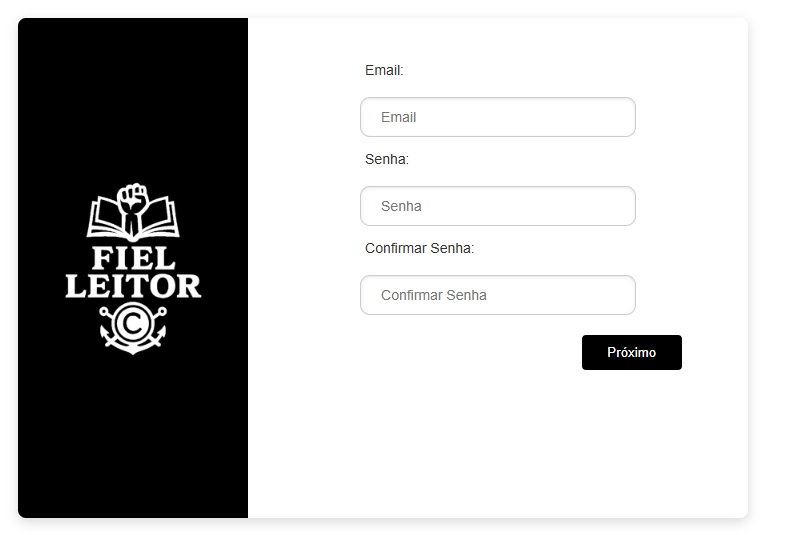 FIEL
LEITOR
C
Email:
Email
Senha:
Senha
Confirmar Senha:
Confirmar Senha
Próximo